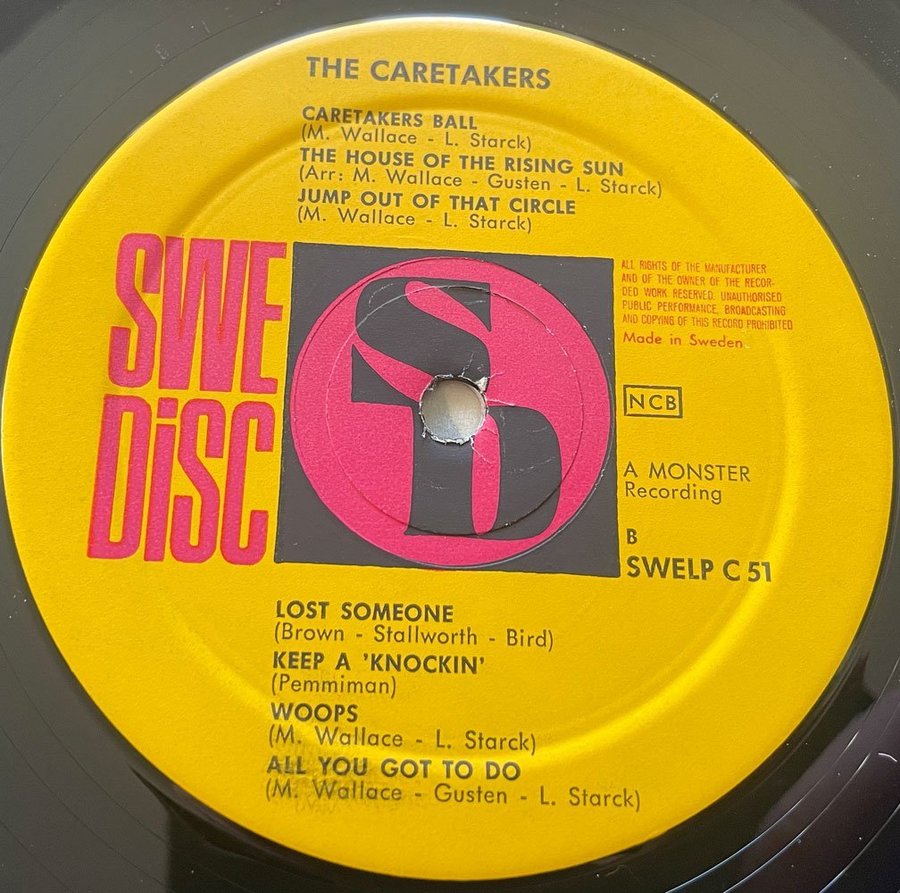 THE CARETAKERS
CARETAKERS BALL
(M. Wallace - L. Starck)
THE HOUSE OF THE RISING SUN
(Arr: M. Wallace - Gusten - L. Starck)
JUMP OUT OF THAT CIRCLE
(M. Wallace - L. Starck)
SWE
DiSC
SD
ALL RIGHTS OF THE MANUFACTURER
AND OF THE OWNER OF THE RECOR-
DED WORK RESERVED. UNAUTHORISED
PUBLIC PERFORMANCE, BROADCASTING
AND COPYING OF THIS RECORD PROHIBITED
Made in Sweden
NCB
A MONSTER
Recording
B
SWELP C 51
LOST SOMEONE
(Brown - Stallworth - Bird)
KEEP A 'KNOCKIN'
(Pemmiman)
WOOPS
(M. Wallace - L. Starck)
ALL YOU GOT TO DO
(M. Wallace - Gusten - L. Starck)